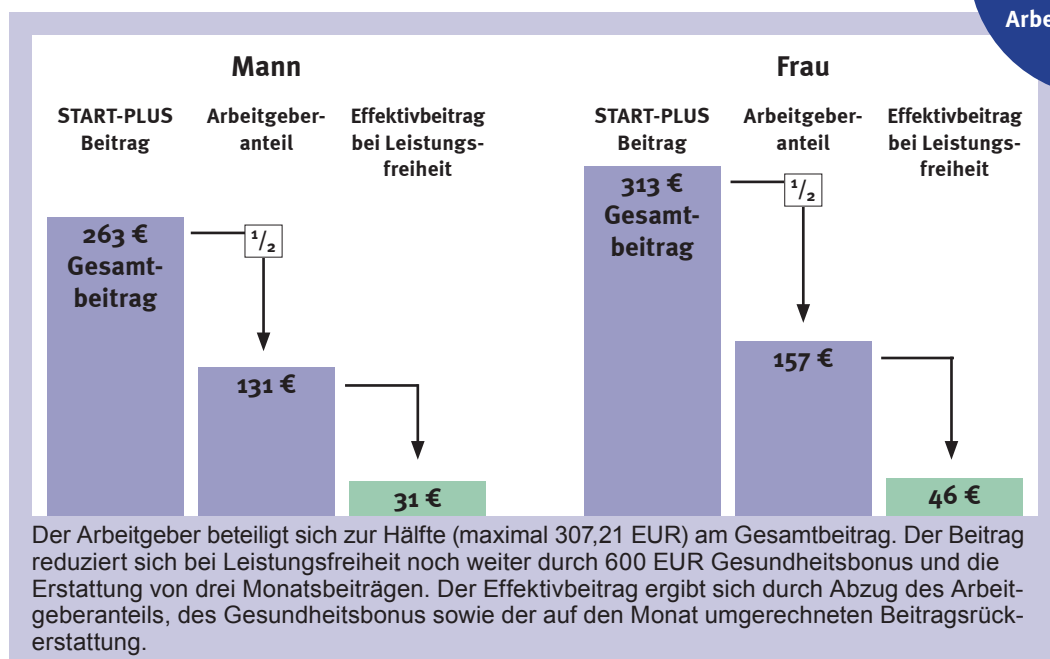 Arbe
Mann
START-PLUS
Beitrag
Arbeitgeber-
anteil
Effektivbeitrag
bei Leistungs-
freiheit
263 €
Gesamt-
beitrag
1/2
131 €
31 €
Frau
START-PLUS
Beitrag
Arbeitgeber-
anteil
Effektivbeitrag
bei Leistungs-
freiheit
313 €
Gesamt-
beitrag
1/2
157 €
46 €
Der Arbeitgeber beteiligt sich zur Hälfte (maximal 307,21 EUR) am Gesamtbeitrag. Der Beitrag
reduziert sich bei Leistungsfreiheit noch weiter durch 600 EUR Gesundheitsbonus und die
Erstattung von drei Monatsbeiträgen. Der Effektivbeitrag ergibt sich durch Abzug des Arbeit-
geberanteils, des Gesundheitsbonus sowie der auf den Monat umgerechneten Beitragsrück-
erstattung.